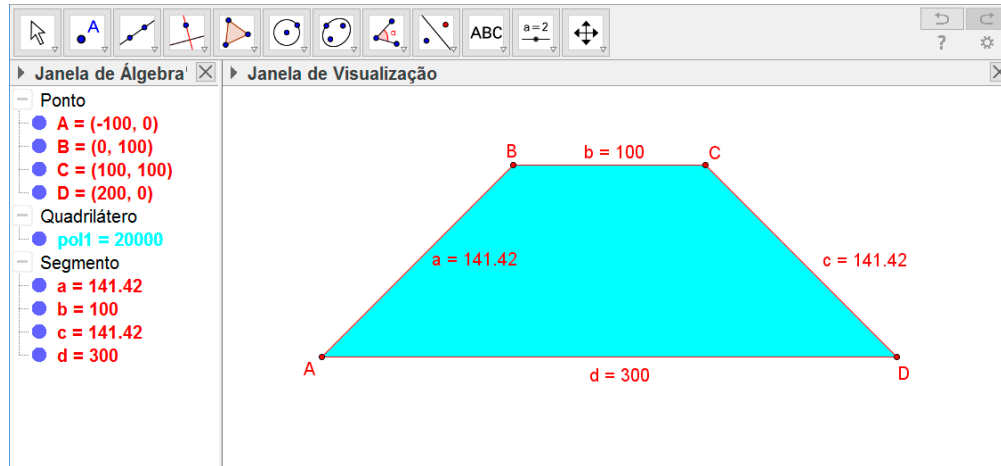 ABC
a=2
?
Janela de Álgebra
Janela de Visualização
Ponto
A = (-100, 0)
B = (0, 100)
C = (100, 100)
D = (200, 0)
Quadrilátero
pol1 = 20000
Segmento
a = 141.42
b = 100
c = 141.42
d = 300
B
b = 100
C
a = 141.42
c = 141.42
A
d = 300
D
A
α